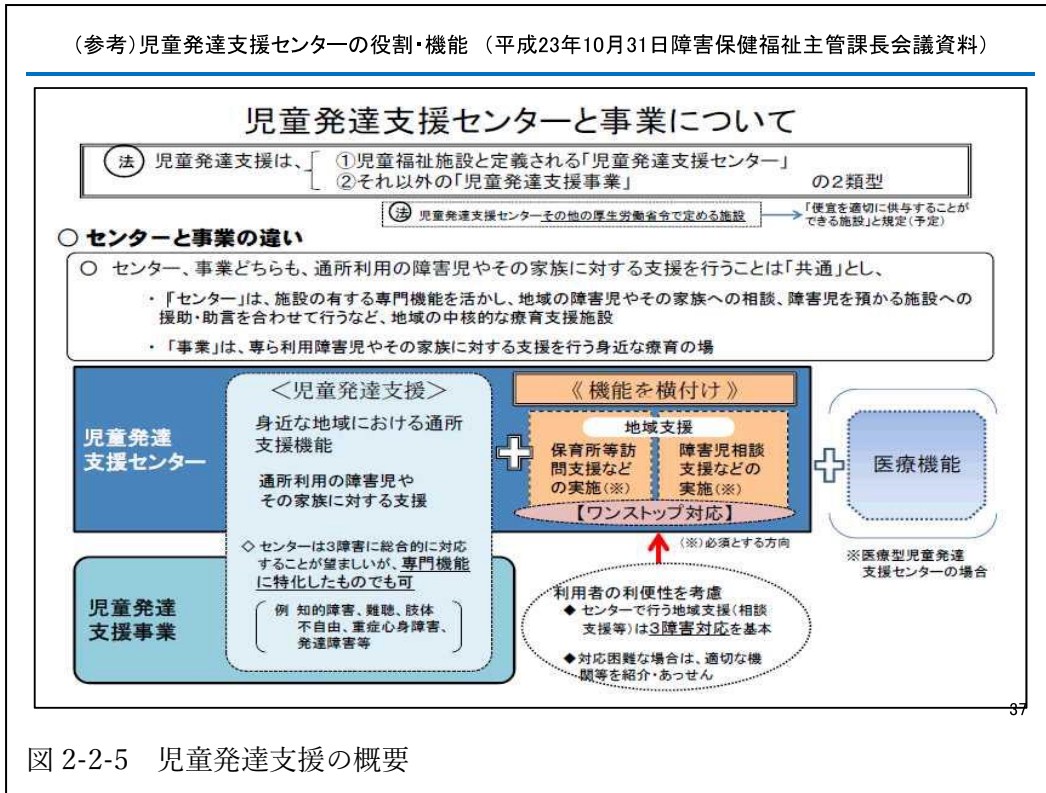 (参考)児童発達支援センターの役割・機能 (平成23年10月31日障害保健福祉主管課長会議資料)
児童発達支援センターと事業について
法 児童発達支援は、 ①児童福祉施設と定義される「児童発達支援センター」
②それ以外の「児童発達支援事業」 の2類型
法 児童発達支援センターその他の厚生労働省令で定める施設
「便宜を適切に供与することが
できる施設」と規定(予定)
○ センターと事業の違い
○ センター、事業どちらも、通所利用の障害児やその家族に対する支援を行うことは「共通」とし、
・「センター」は、施設の有する専門機能を活かし、地域の障害児やその家族への相談、障害児を預かる施設への
援助・助言を合わせて行うなど、地域の中核的な療育支援施設
・「事業」は、専ら利用障害児やその家族に対する支援を行う身近な療育の場
児童発達
支援センター
<児童発達支援>
身近な地域における通所
支援機能
通所利用の障害児や
その家族に対する支援
◇ センターは3障害に総合的に対応
することが望ましいが、専門機能
に特化したものでも可
例 知的障害、難聴、肢体
不自由、重症心身障害、
発達障害等
児童発達
支援事業
《機能を横付け》
地域支援
保育所等訪
問支援など
の実施(※)
障害児相談
支援などの
実施(※)
【ワンストップ対応】
(※)必須とする方向
利用者の利便性を考慮
◆ センターで行う地域支援(相談
支援等)は3障害対応を基本
◆対応困難な場合は、適切な機
関等を紹介・あっせん
医療機能
※医療型児童発達
支援センターの場合
37
図 2-2-5 児童発達支援の概要